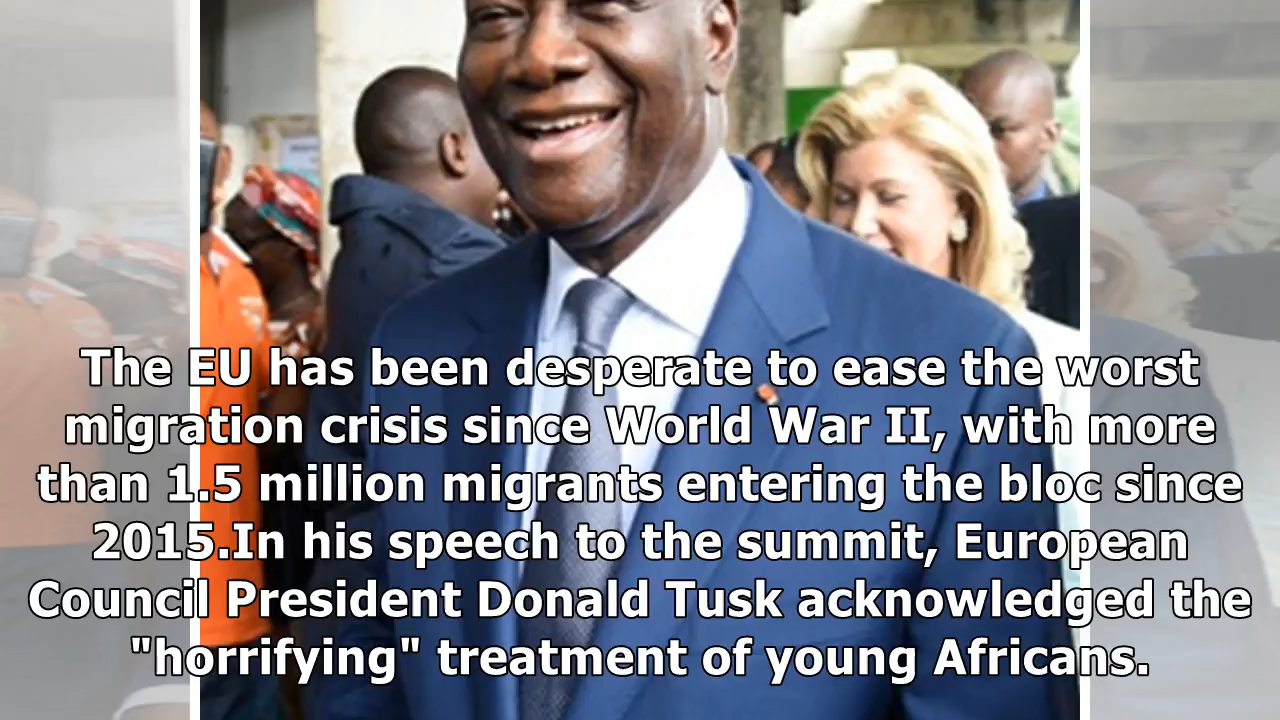 The EU has been desperate to ease the worst
migration crisis since World War II, with more
than 1.5 million migrants entering the bloc since
2015.In his speech to the summit, European
Council President Donald Tusk acknowledged the
"horrifying" treatment of young Africans.